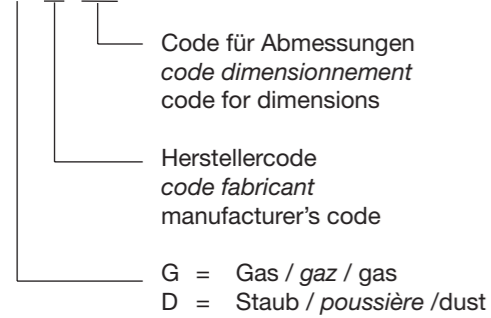 Code für Abmessungen
code dimensionnement
code for dimensions
Herstellercode
code fabricant
manufacturer's code
G = Gas / gaz / gas
D = Staub / poussière /dust